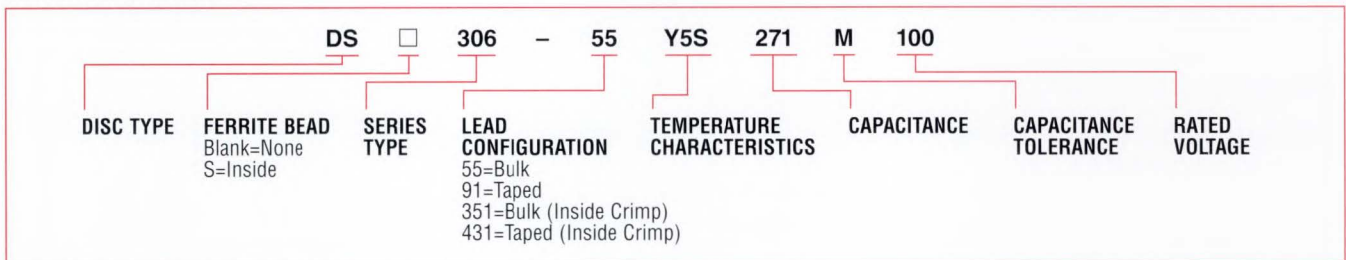 DS □ 306 – 55 Y5S 271 M 100
DISC TYPE
FERRITE BEAD
Blank=None
S=Inside
SERIES
TYPE
LEAD
CONFIGURATION
55=Bulk
91=Taped
351=Bulk (Inside Crimp)
431=Taped (Inside Crimp)
TEMPERATURE
CHARACTERISTICS
CAPACITANCE
CAPACITANCE
TOLERANCE
RATED
VOLTAGE